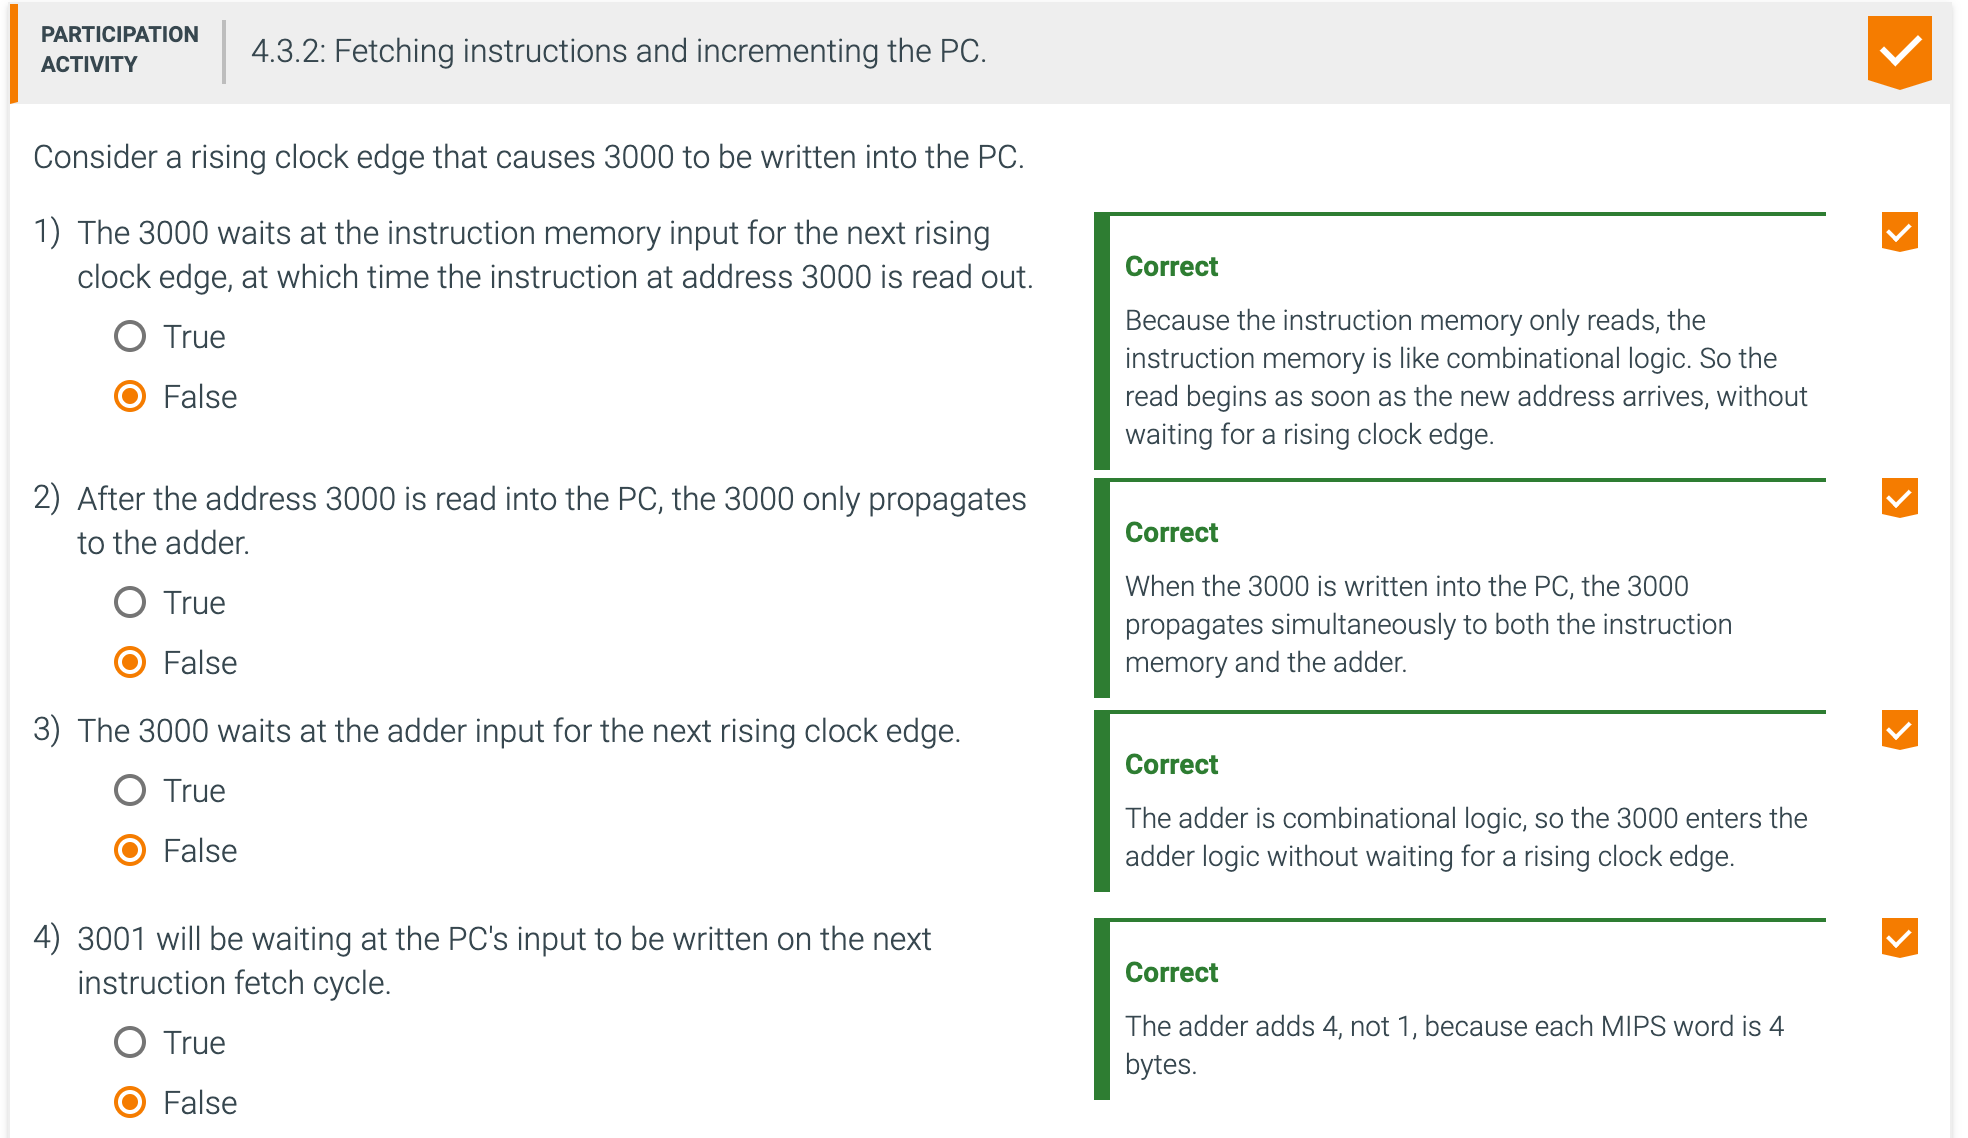 PARTICIPATION
ACTIVITY
4.3.2: Fetching instructions and incrementing the PC.
Consider a rising clock edge that causes 3000 to be written into the PC.
1) The 3000 waits at the instruction memory input for the next rising
clock edge, at which time the instruction at address 3000 is read out.
True
False
Correct
Because the instruction memory only reads, the
instruction memory is like combinational logic. So the
read begins as soon as the new address arrives, without
waiting for a rising clock edge.
2) After the address 3000 is read into the PC, the 3000 only propagates
to the adder.
True
False
Correct
When the 3000 is written into the PC, the 3000
propagates simultaneously to both the instruction
memory and the adder.
3) The 3000 waits at the adder input for the next rising clock edge.
True
False
Correct
The adder is combinational logic, so the 3000 enters the
adder logic without waiting for a rising clock edge.
4) 3001 will be waiting at the PC's input to be written on the next
instruction fetch cycle.
True
False
Correct
The adder adds 4, not 1, because each MIPS word is 4
bytes.